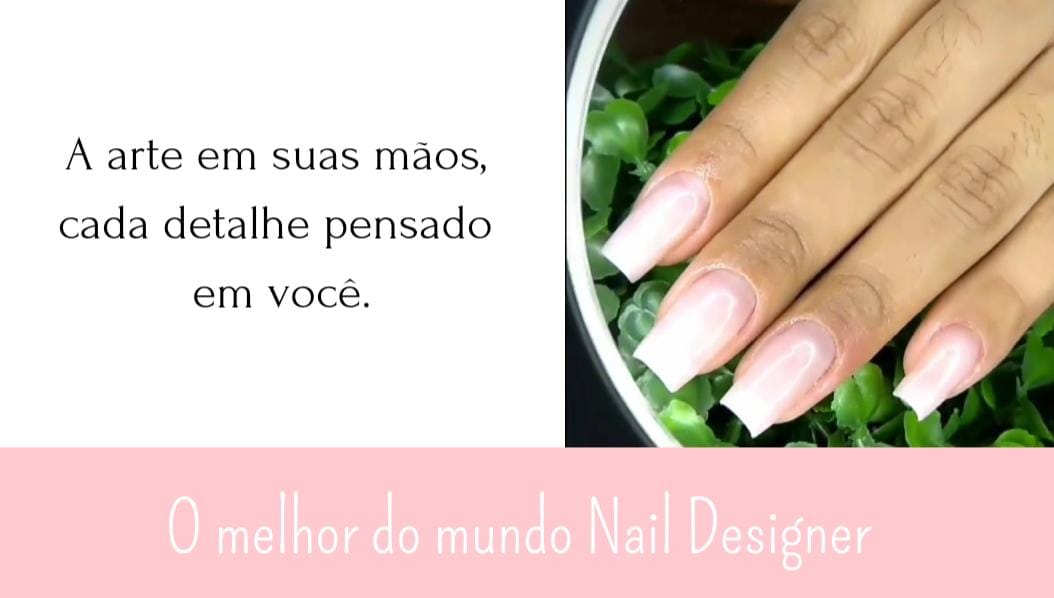 A arte em suas mãos,
cada detalhe pensado
em você.
O melhor do mundo Nail Designer